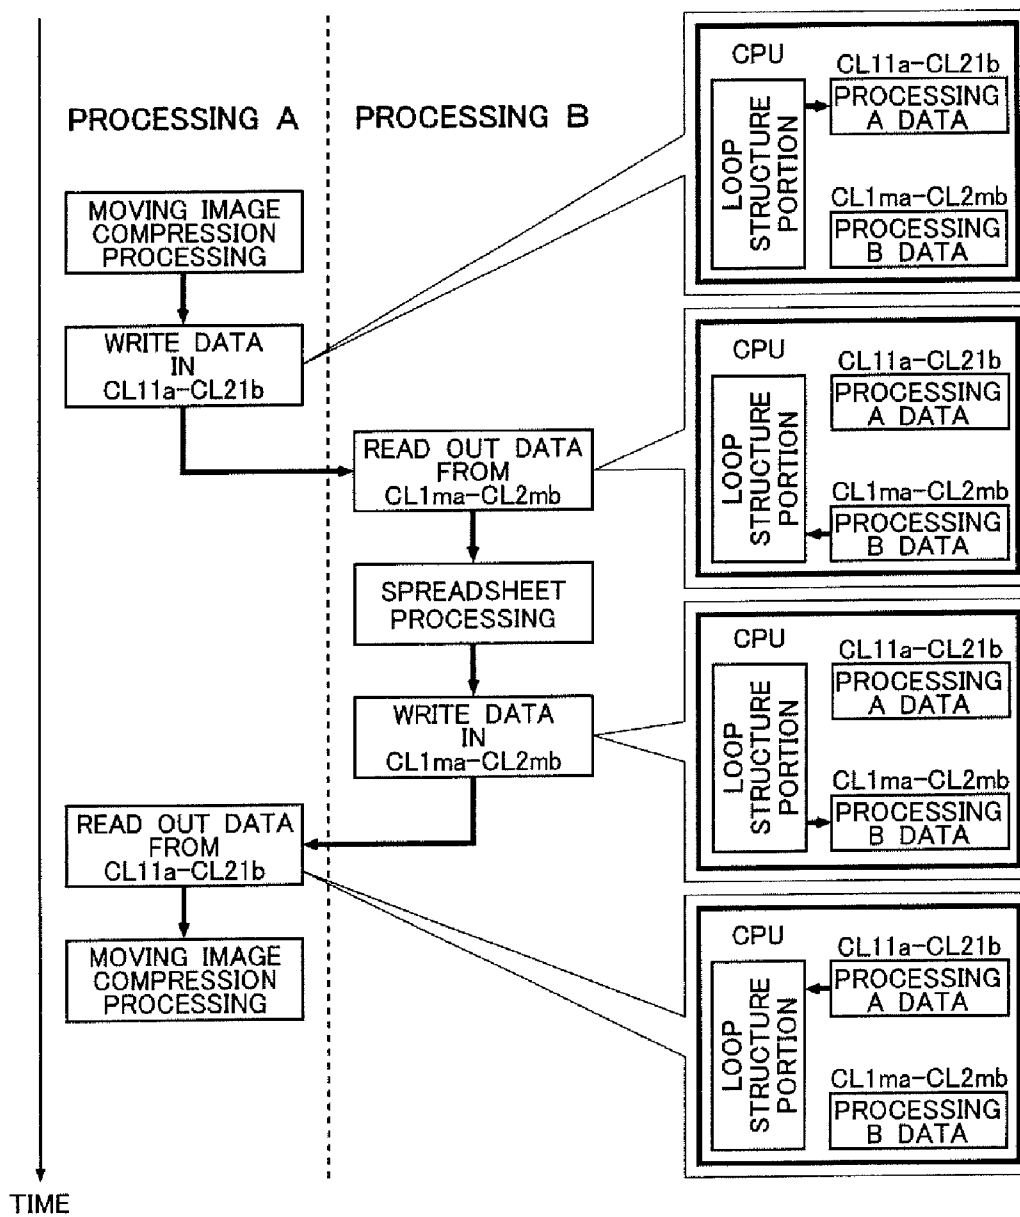 PROCESSING A
PROCESSING B
MOVING IMAGE
COMPRESSION
PROCESSING
WRITE DATA
IN
CL11a-CL21b
READ OUT DATA
FROM
CL1ma-CL2mb
SPREADSHEET
PROCESSING
WRITE DATA
IN
CL1ma-CL2mb
READ OUT DATA
FROM
CL11a-CL21b
MOVING IMAGE
COMPRESSION
PROCESSING
TIME
CPU
LOOP
STRUCTURE
PORTION
CL11a-CL21b
PROCESSING
A DATA
CL1ma-CL2mb
PROCESSING
B DATA
CPU
LOOP
STRUCTURE
PORTION
CL11a-CL21b
PROCESSING
A DATA
CL1ma-CL2mb
PROCESSING
B DATA
CPU
LOOP
STRUCTURE
PORTION
CL11a-CL21b
PROCESSING
A DATA
CL1ma-CL2mb
PROCESSING
B DATA
CPU
LOOP
STRUCTURE
PORTION
CL11a-CL21b
PROCESSING
A DATA
CL1ma-CL2mb
PROCESSING
B DATA